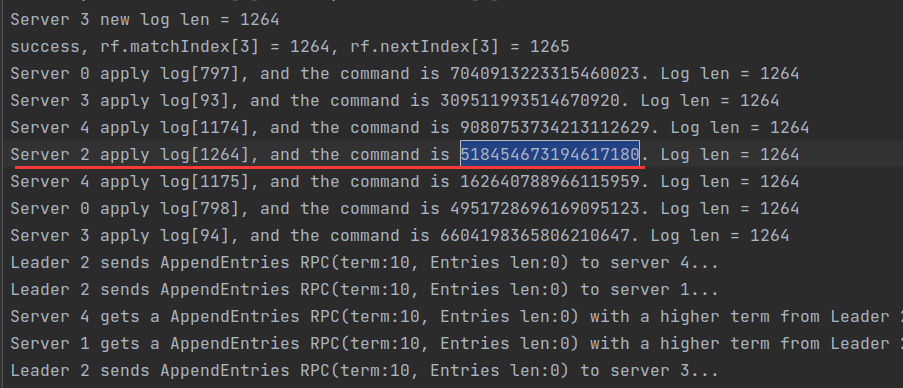 Server 3 new log len = 1264
success, rf.matchIndex[3] = 1264, rf.nextIndex[3] = 1265
Server 0 apply log[797], and the command is 7040913223315460023. Log len = 1264
Server 3 apply log[93], and the command is 309511993514670920. Log len = 1264
Server 4 apply log[1174], and the command is 9080753734213112629. Log len = 1264
Server 2 apply log[1264], and the command is 518454673194617180. Log len = 1264
Server 4 apply log[1175], and the command is 162640788966115959. Log len = 1264
Server 0 apply log[798], and the command is 4951728696169095123. Log len = 1264
Server 3 apply log[94], and the command is 6604198365806210647. Log len = 1264
Leader 2 sends AppendEntries RPC(term:10, Entries len:0) to server 4...
Leader 2 sends AppendEntries RPC(term:10, Entries len:0) to server 1...
Server 4 gets a AppendEntries RPC(term:10, Entries len:0) with a higher term from Leader 2
Server 1 gets a AppendEntries RPC(term:10, Entries len:0) with a higher term from Leader 2
Leader 2 sends AppendEntries RPC(term:10, Entries len:0) to server 3...